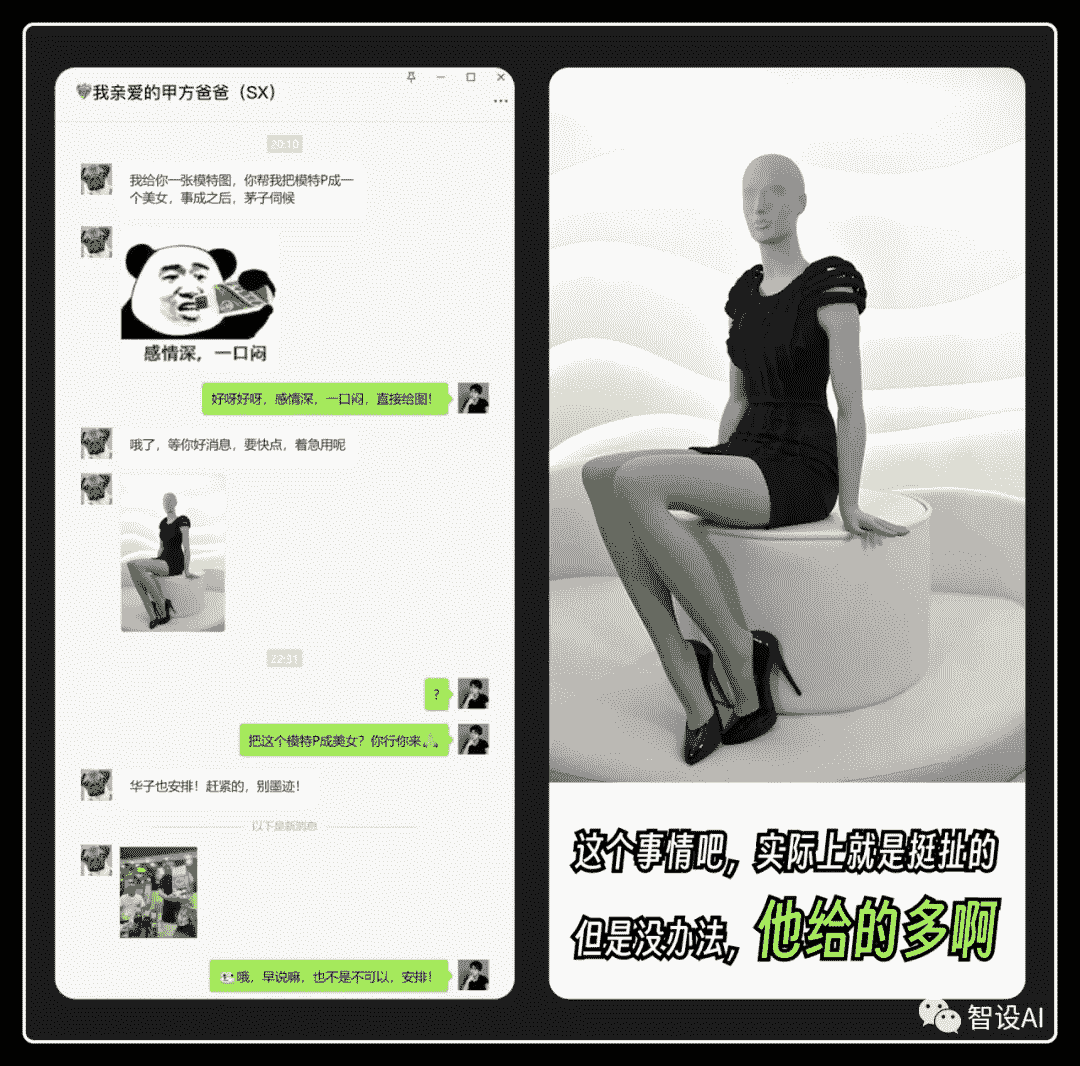 我亲爱的甲方爸爸（SX）
20:10
我给你一张模特图，你帮我把模特P成一
个美女，事成之后，茅子伺候
感情深，一口闷
好呀好呀，感情深，一口闷，直接给图！
哦了，等你好消息，要快点，着急用呢
22:31
？
把这个模特P成美女？你行你来🙏。
华子也安排！赶紧的，别墨迹！
以下是新消息
哦，早说嘛，也不是不可以，安排！
这个事情吧，实际上就是挺扯的
但是没办法，他给的多啊
智设AI